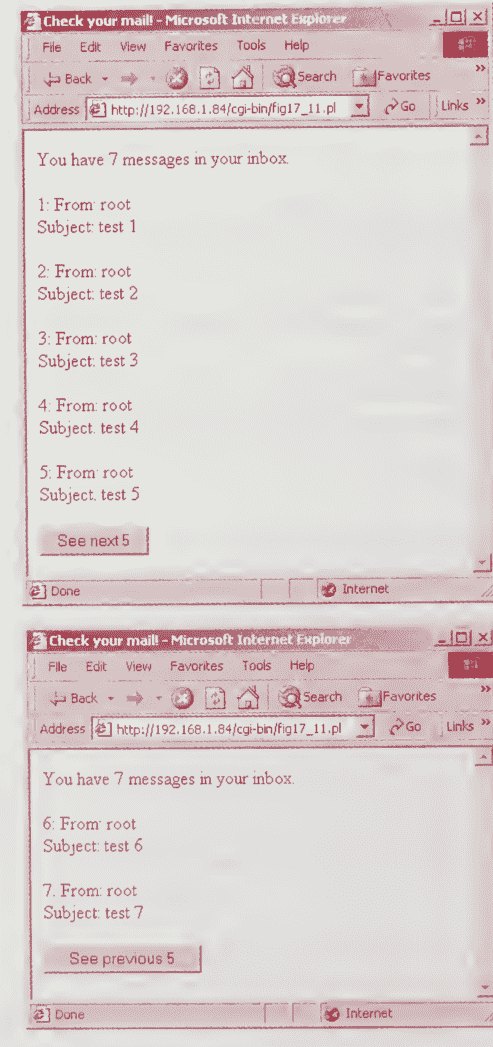 Check your mail! - Microsoft Internet Explorer
File Edit View Favorites Tools Help
Back Search Favorites »
Address http://192.168.1.84/cgi-bin/fig17_11.pl Go Links »
You have 7 messages in your inbox.
1: From: root
Subject: test 1
2: From: root
Subject: test 2
3: From: root
Subject: test 3
4: From: root
Subject: test 4
5: From: root
Subject: test 5
See next 5
Done Internet
Check your mail! - Microsoft Internet Explorer
File Edit View Favorites Tools Help
Back Search Favorites »
Address http://192.168.1.84/cgi-bin/fig17_11.pl Go Links »
You have 7 messages in your inbox.
6: From: root
Subject: test 6
7: From: root
Subject: test 7
See previous 5
Done Internet